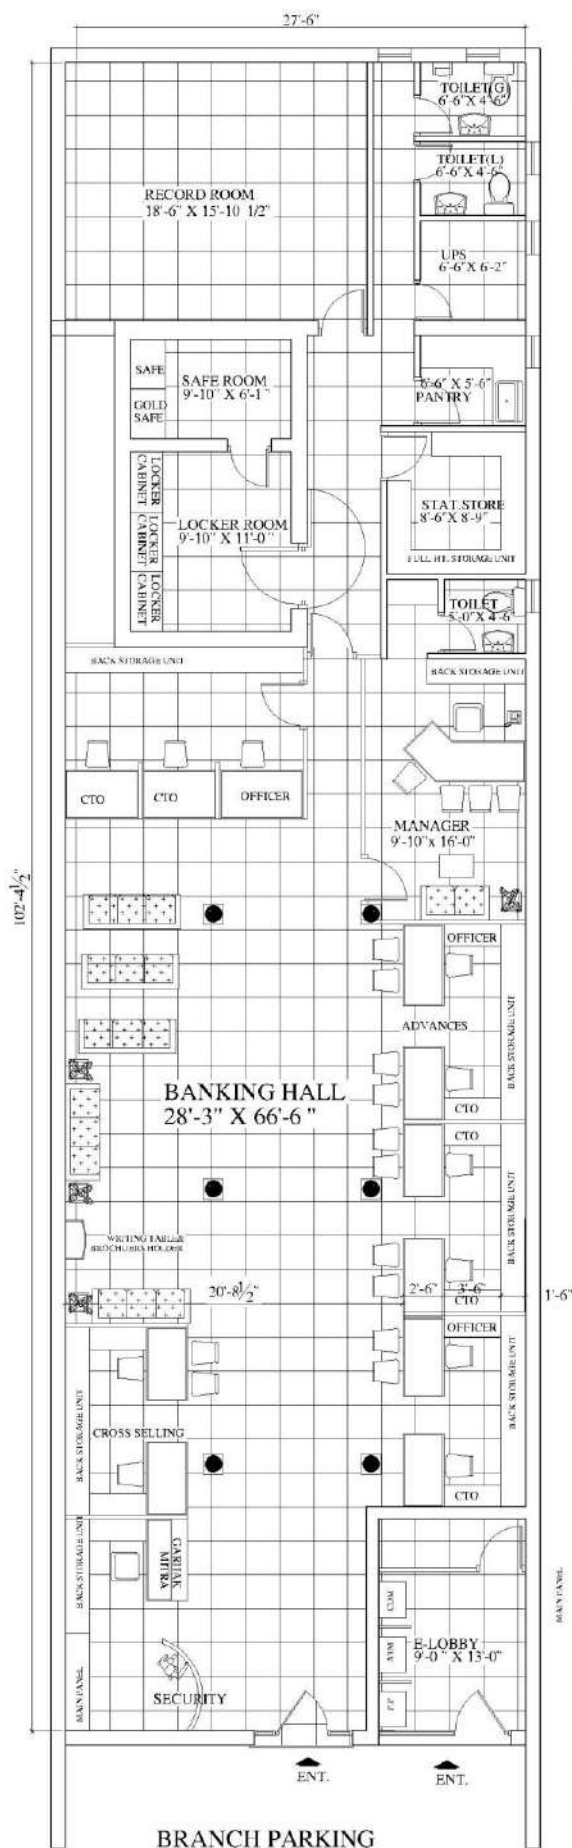 27'-6"
TOILET(G)
6'-6"X 4'-6"
TOILET(L)
6'-6"X 4'-6"
RECORD ROOM
18'-6" X 15'-10 1/2"
UPS
6'-6"X 6'-2"
SAFE
GOLD
SAFE
SAFE ROOM
9'-10" X 6'-1"
6'-6" X 5'-6"
PANTRY
LOCKER
CABINET
LOCKER
CABINET
LOCKER
CABINET
LOCKER ROOM
9'-10" X 11'-0"
STAT.STORE
8'-6"X 8'-9"
FULL HT. STORAGE UNIT
TOILET
5'-0"X 4'-6
BACK STORAGE UNIT
BACK STORAGE UNIT
CTO
CTO
OFFICER
MANAGER
9'-10"x 16'-0"
102'-4½"
OFFICER
ADVANCES
BACK STORAGE UNIT
CTO
BANKING HALL
28'-3" X 66'-6 "
CTO
BACK STORAGE UNIT
WRITING TABLE&
BROCHUERS HOLDER
20'-8½"
2'-6"
3'-6"
1'-6"
CTO
OFFICER
BACK STORAGE UNIT
BACK STORAGE UNIT
CROSS SELLING
CTO
BACK STORAGE UNIT
GARHAK
MITRA
MAIN PANEL
SECURITY
CDM
E-LOBBY
9'-0 " X 13'-0"
MAIN PANEL
ENT.
ENT.
BRANCH PARKING